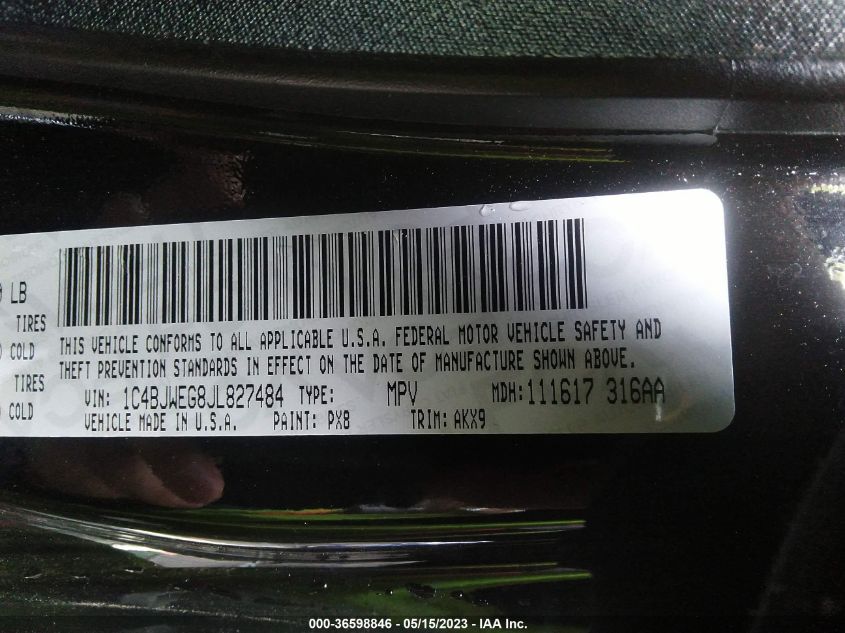 LB
TIRES
COLD
TIRES
COLD
THIS VEHICLE CONFORMS TO ALL APPLICABLE U.S.A. FEDERAL MOTOR VEHICLE SAFETY AND
THEFT PREVENTION STANDARDS IN EFFECT ON THE DATE OF MANUFACTURE SHOWN ABOVE.
VIN: 1C4BJWEG8JL827484 TYPE: MPV MDH: 111617 316AA
VEHICLE MADE IN U.S.A. PAINT: PX8 TRIM: AKX9
000-36598846 - 05/15/2023 - IAA Inc.